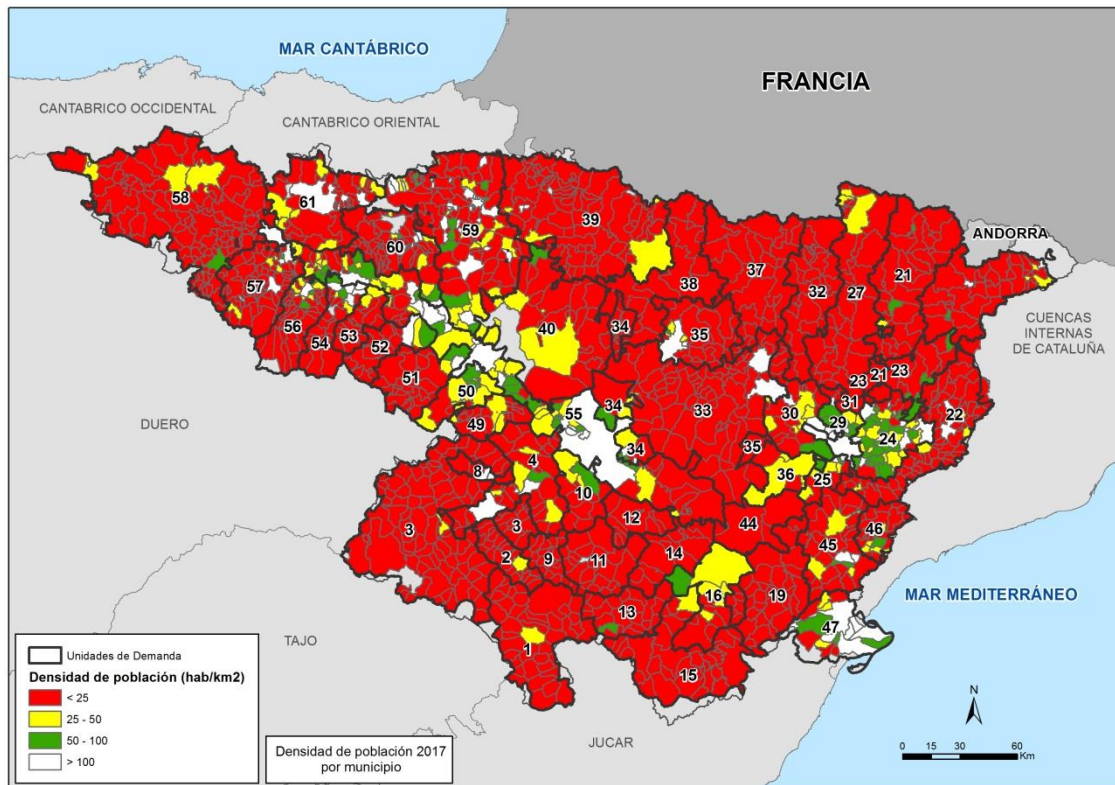 MAR CANTÁBRICO
FRANCIA
CANTABRICO OCCIDENTAL
CANTABRICO ORIENTAL
58
61
59
39
60
ANDORRA
57
37
21
38
32
27
CUENCAS
INTERNAS
DE CATALUÑA
56
53
54
52
40
34
35
51
23
21
23
50
31
22
55
34
33
30
29
DUERO
49
24
34
35
4
36
8
25
10
3
3
12
44
45
46
2
9
11
14
16
19
13
MAR MEDITERRÁNEO
47
TAJO
1
15
JUCAR
Unidades de Demanda
Densidad de población (hab/km2)
< 25
25 - 50
50 - 100
> 100
Densidad de población 2017
por municipio
N
0 15 30 60
Km